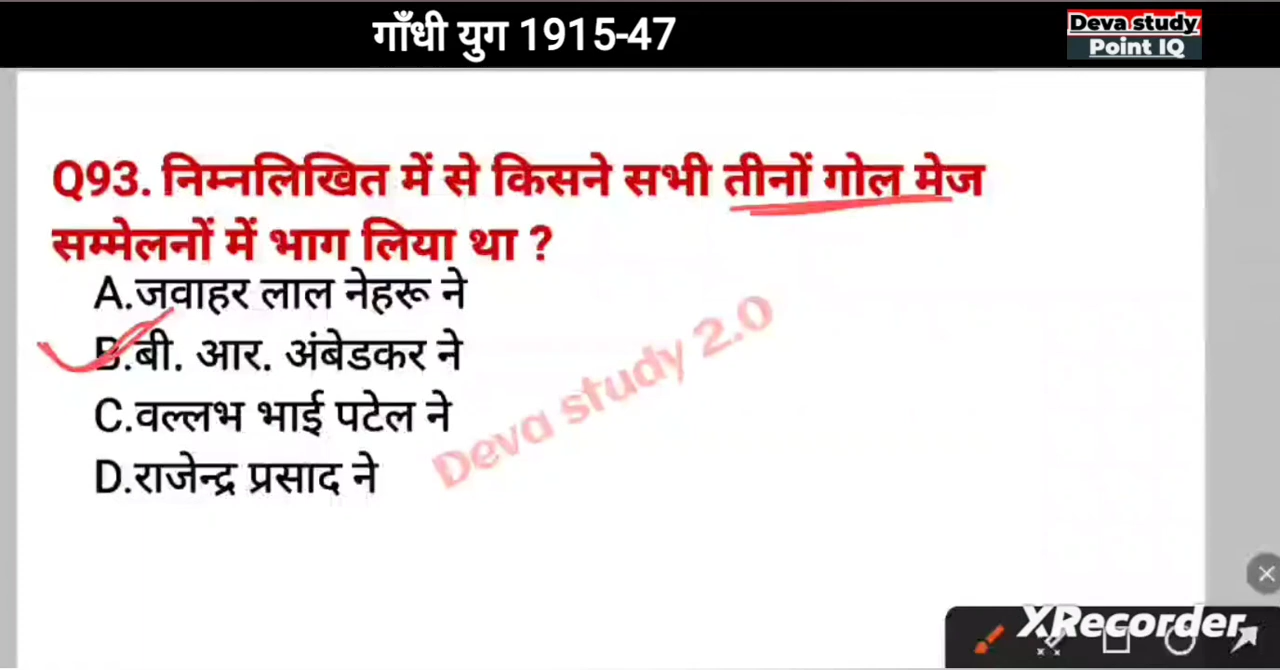 गाँधी युग 1915-47
Deva study
Point IQ
Q93. निम्नलिखित में से किसने सभी तीनों गोल मेज
सम्मेलनों में भाग लिया था ?
A.जवाहर लाल नेहरू ने
B.बी. आर. अंबेडकर ने
C.वल्लभ भाई पटेल ने
D.राजेन्द्र प्रसाद ने
Deva study 2.0
XRecorder